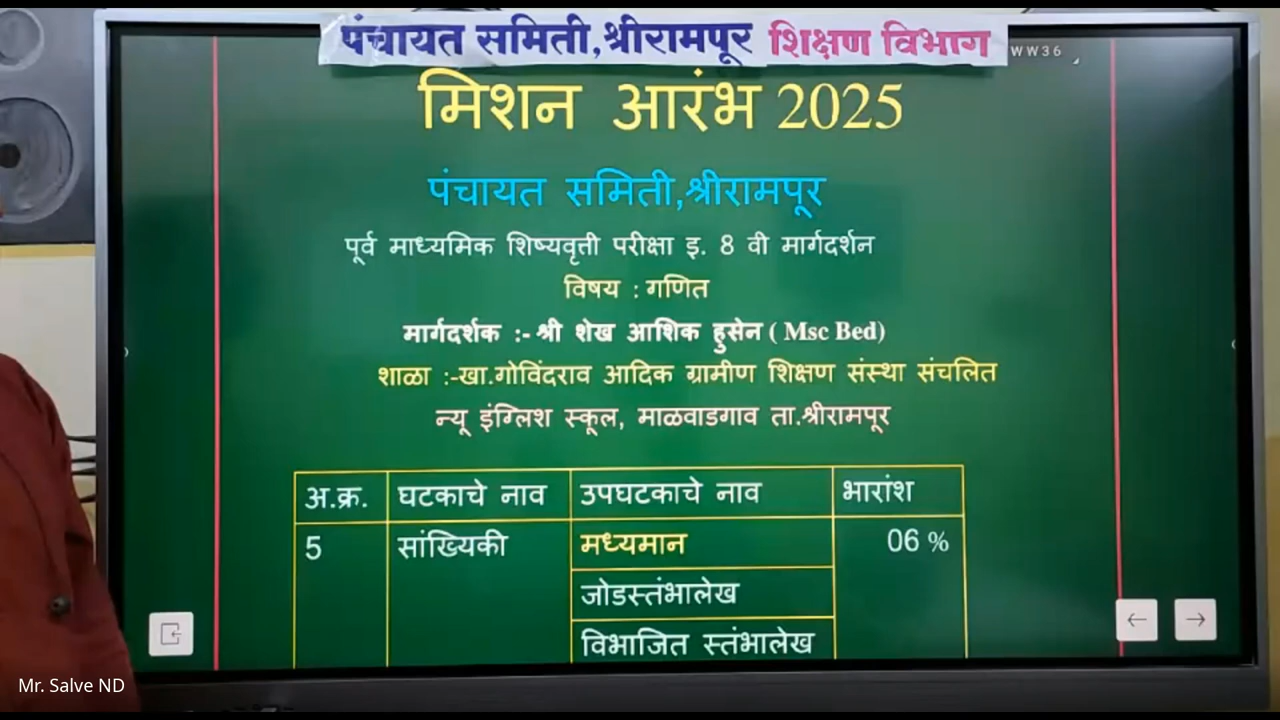 पंचायत समिती,श्रीरामपूर शिक्षण विभाग
WW36
मिशन आरंभ 2025
पंचायत समिती,श्रीरामपूर
पूर्व माध्यमिक शिष्यवृत्ती परीक्षा इ. 8 वी मार्गदर्शन
विषय : गणित
मार्गदर्शक :- श्री शेख आशिक हुसेन ( Msc Bed)
शाळा :-खा.गोविंदराव आदिक ग्रामीण शिक्षण संस्था संचलित
न्यू इंग्लिश स्कूल, माळवाडगाव ता.श्रीरामपूर
अ.क्र. घटकाचे नाव उपघटकाचे नाव भारांश
5 सांख्यिकी मध्यमान 06 %
जोडस्तंभालेख
विभाजित स्तंभालेख
Mr. Salve ND